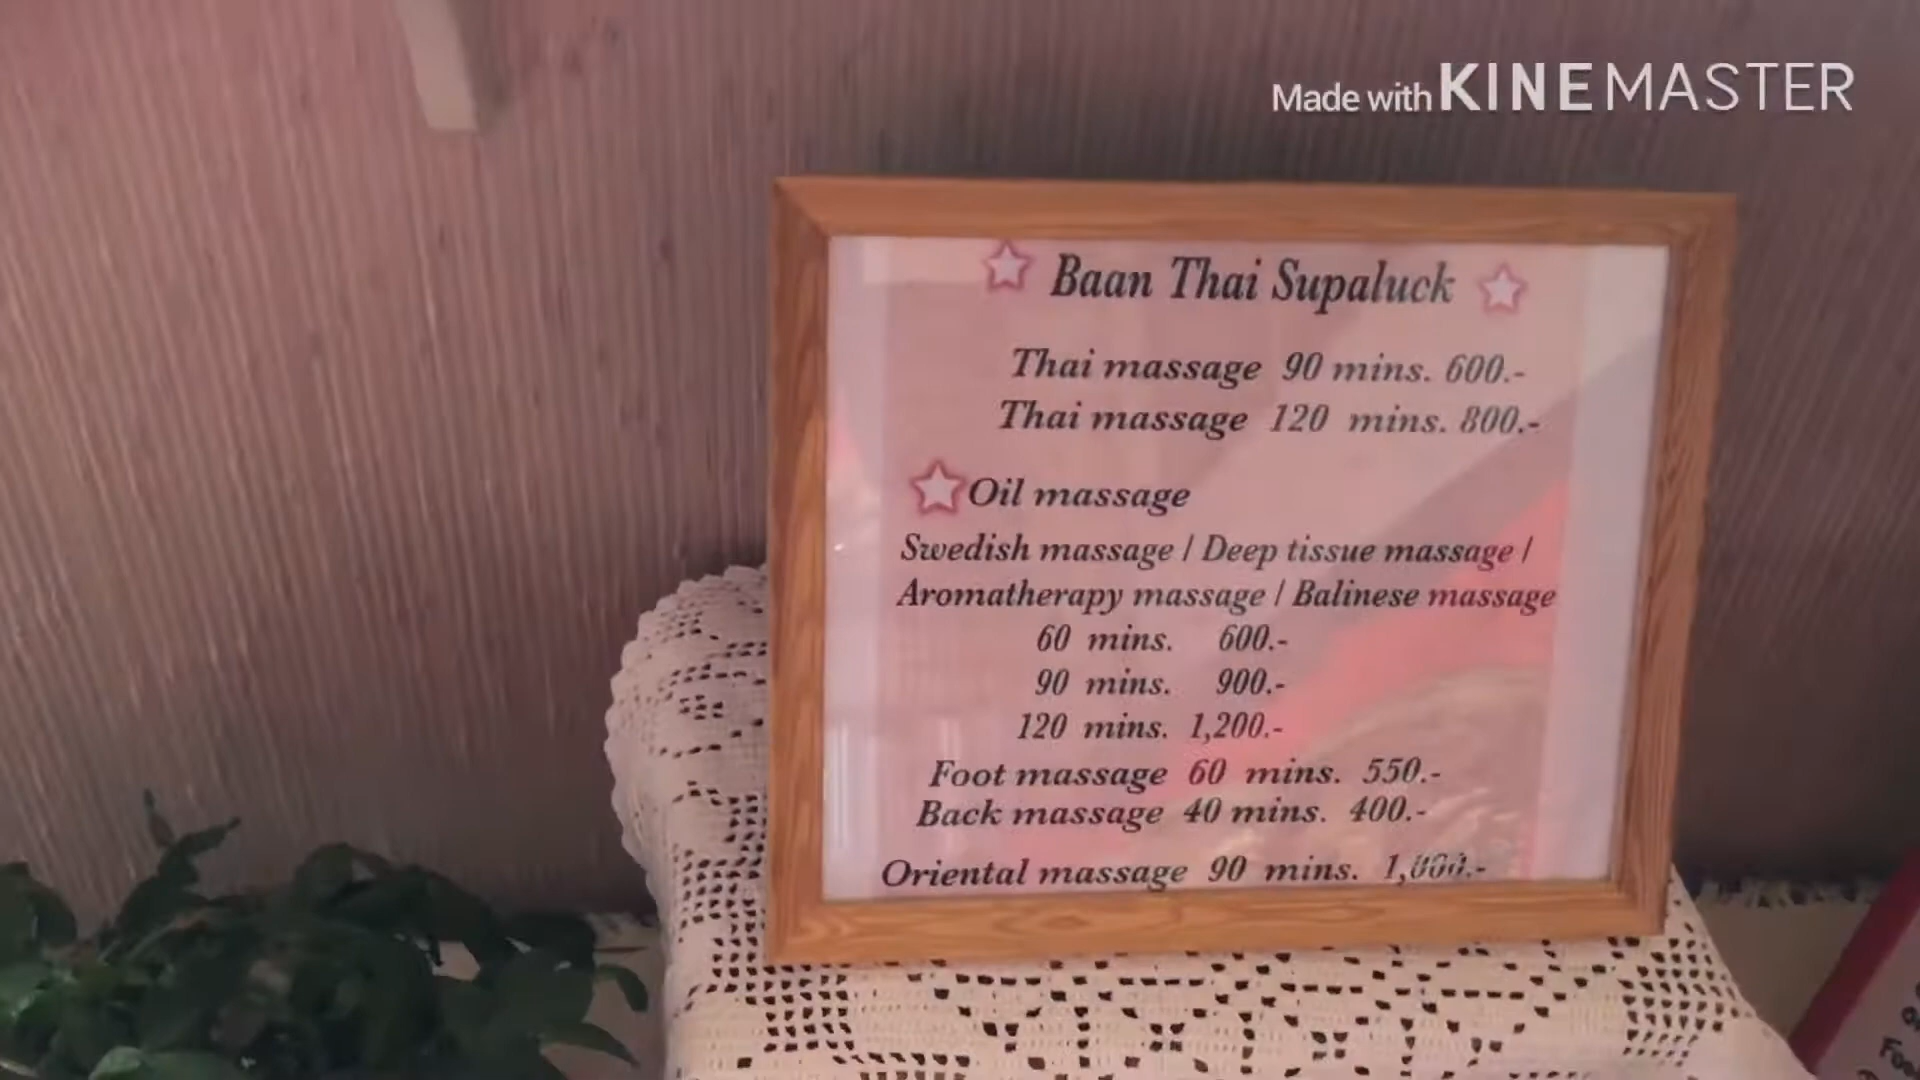 Made with KINEMASTER
Baan Thai Supaluck
Thai massage 90 mins. 600.-
Thai massage 120 mins. 800.-
Oil massage
Swedish massage / Deep tissue massage /
Aromatherapy massage / Balinese massage
60 mins. 600.-
90 mins. 900.-
120 mins. 1,200.-
Foot massage 60 mins. 550.-
Back massage 40 mins. 400.-
Oriental massage 90 mins. 1,000.-